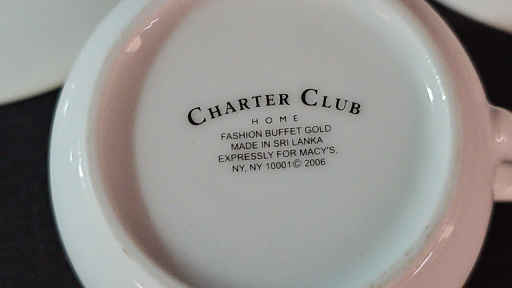 CHARTER CLUB
HOME
FASHION BUFFET GOLD
MADE IN SRI LANKA
EXPRESSLY FOR MACY'S,
NY, NY 10001© 2006